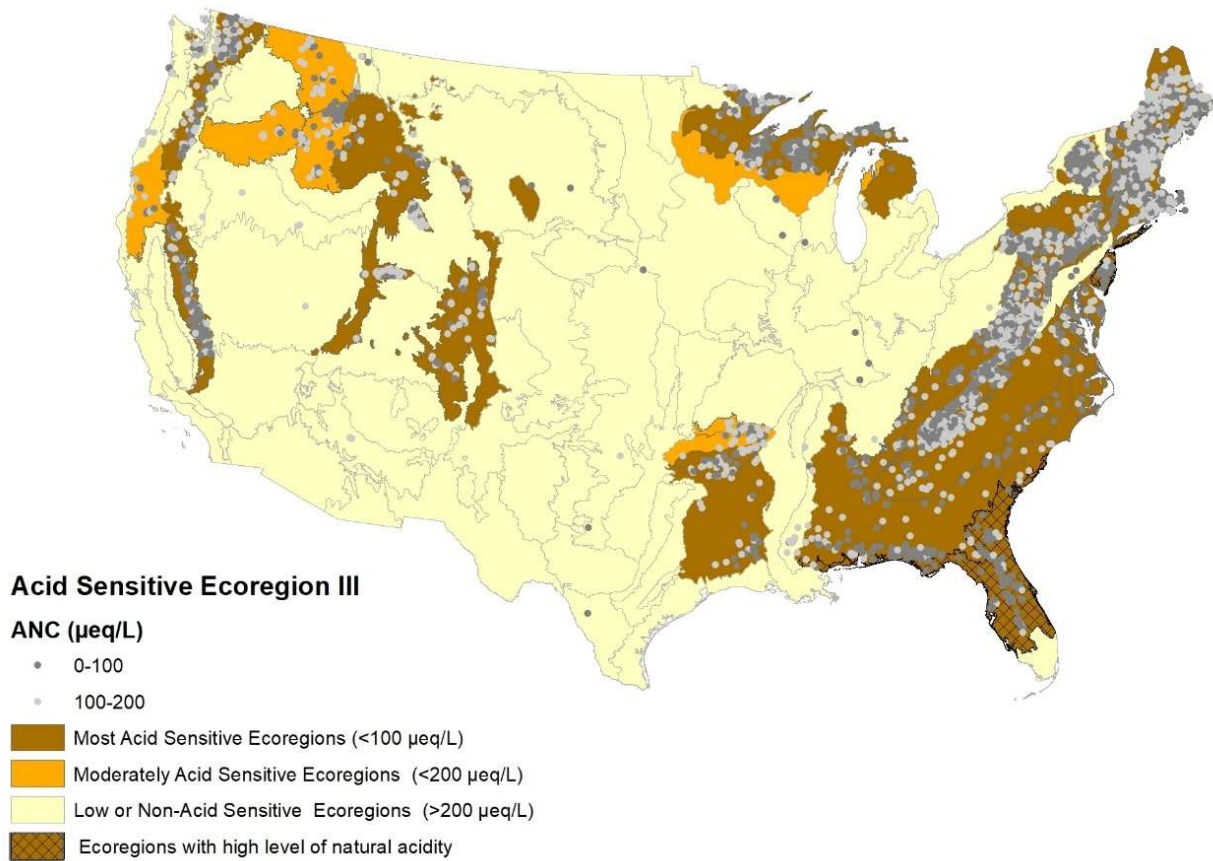 Acid Sensitive Ecoregion III
ANC (µeq/L)
0-100
100-200
Most Acid Sensitive Ecoregions (<100 µeq/L)
Moderately Acid Sensitive Ecoregions (<200 µeq/L)
Low or Non-Acid Sensitive Ecoregions (>200 µeq/L)
Ecoregions with high level of natural acidity